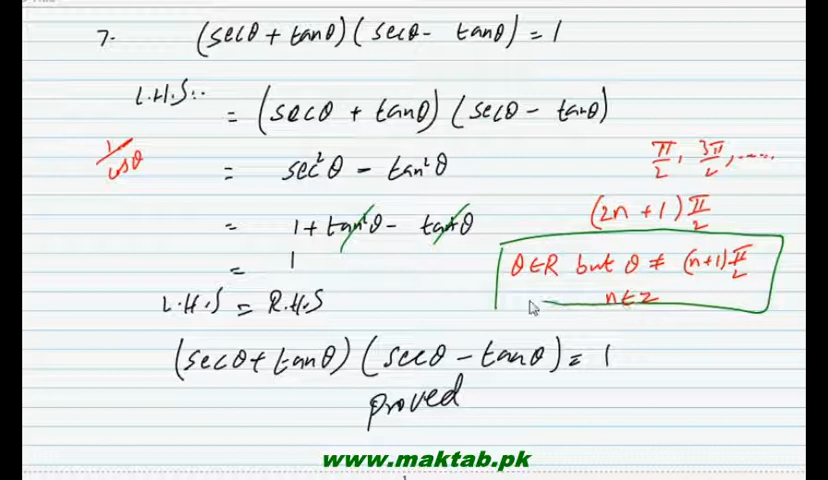 7. (secθ + tanθ)(secθ - tanθ) = 1
L.H.S..
= (secθ + tanθ)(secθ - tanθ)
1/cosθ
= sec²θ - tan²θ
π/2, 3π/2, .....
= 1 + tan²θ - tan²θ
(2n + 1)π/2
= 1
θ∈R but θ ≠ (n+1)π/2
n∈z
L.H.S = R.H.S
(secθ + tanθ)(secθ - tanθ) = 1
proved
www.maktab.pk